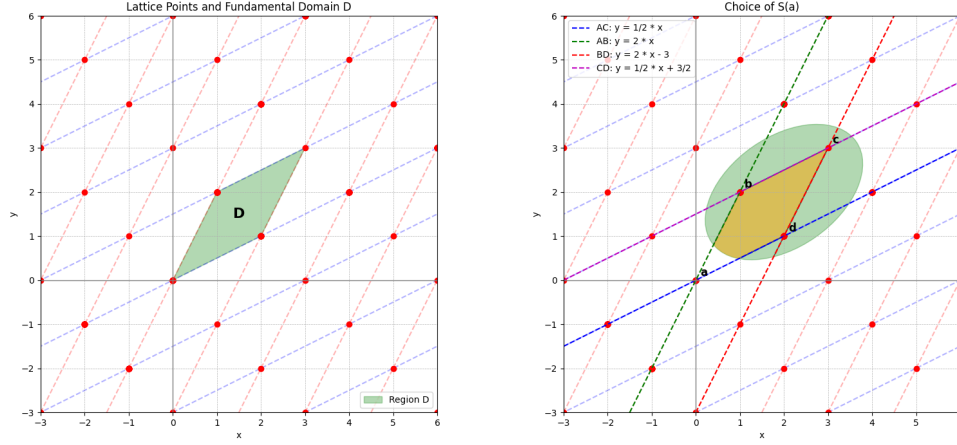 Lattice Points and Fundamental Domain D
6
5
4
3
2
1
0
−1
−2
−3
y
D
Region D
−3 −2 −1 0 1 2 3 4 5 6
x
Choice of S(a)
6
5
4
3
2
1
0
−1
−2
−3
y
AC: y = 1/2 * x
AB: y = 2 * x
BD: y = 2 * x - 3
CD: y = 1/2 * x + 3/2
c
b
d
a
−3 −2 −1 0 1 2 3 4 5
x